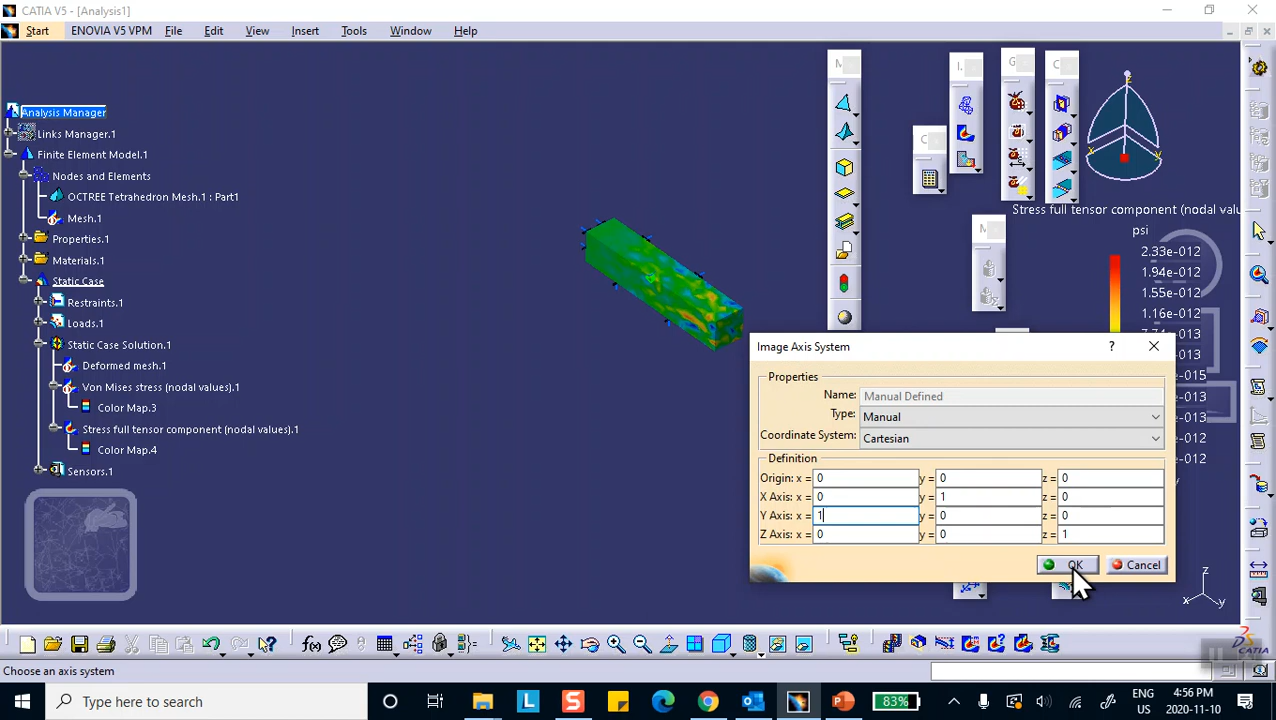 CATIA V5 - [Analysis1]
Start ENOVIA V5 VPM File Edit View Insert Tools Window Help
Analysis Manager
Links Manager.1
Finite Element Model.1
Nodes and Elements
OCTREE Tetrahedron Mesh.1 : Part1
Mesh.1
Properties.1
Materials.1
Static Case
Restraints.1
Loads.1
Static Case Solution.1
Deformed mesh.1
Von Mises stress (nodal values).1
Color Map.3
Stress full tensor component (nodal values).1
Color Map.4
Sensors.1
M
I.
G
C
C
M
Stress full tensor component (nodal valu
psi
2.33e-012
1.94e-012
1.55e-012
1.16e-012
Image Axis System
?
Properties
Name: Manual Defined
Type: Manual
Coordinate System: Cartesian
Definition
Origin: x = 0 y = 0 z = 0
X Axis: x = 0 y = 1 z = 0
Y Axis: x = 1 y = 0 z = 0
Z Axis: x = 0 y = 0 z = 1
OK Cancel
z
x y
f(x)
CATIA
Choose an axis system
Type here to search
L S 83% ENG US 4:56 PM 2020-11-10